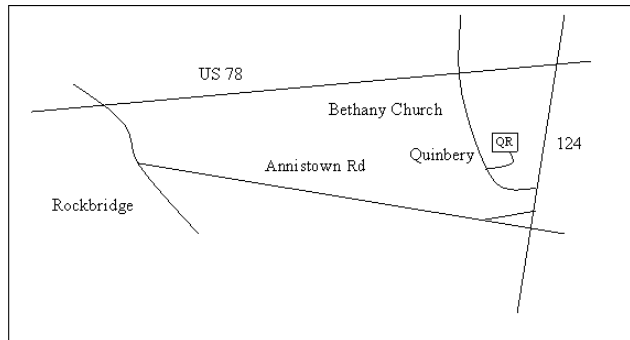 US 78
Bethany Church
QR
124
Quinbery
Annistown Rd
Rockbridge